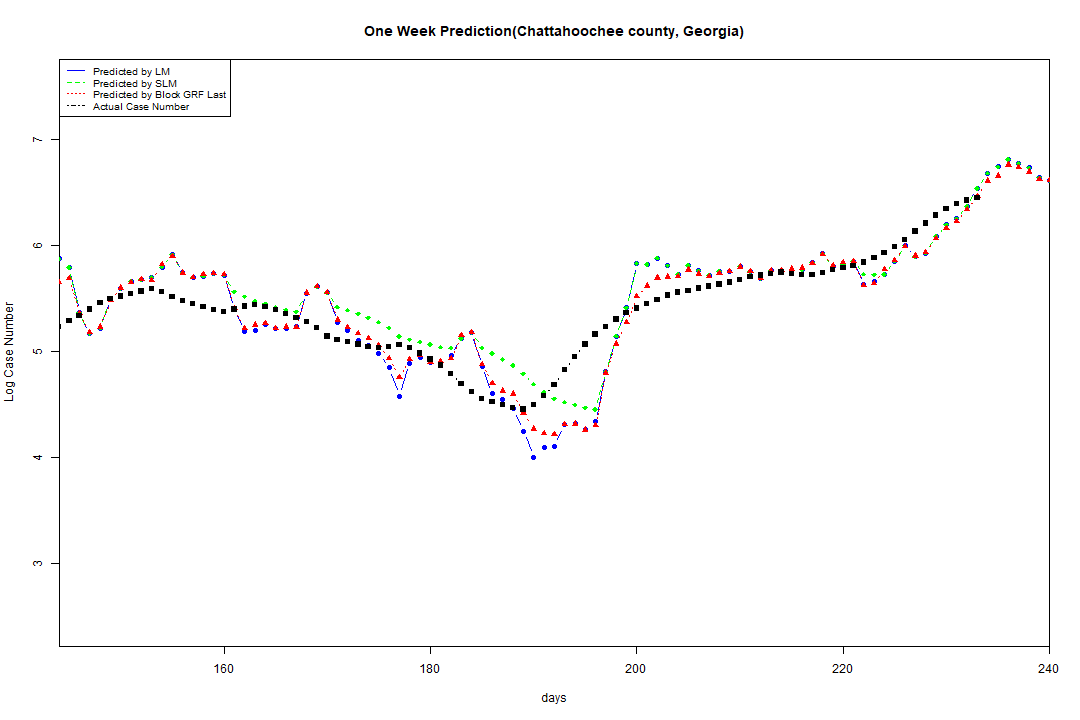 One Week Prediction(Chattahoochee county, Georgia)
Predicted by LM
Predicted by SLM
Predicted by Block GRF Last
Actual Case Number
7
6
5
4
3
Log Case Number
160 180 200 220 240
days